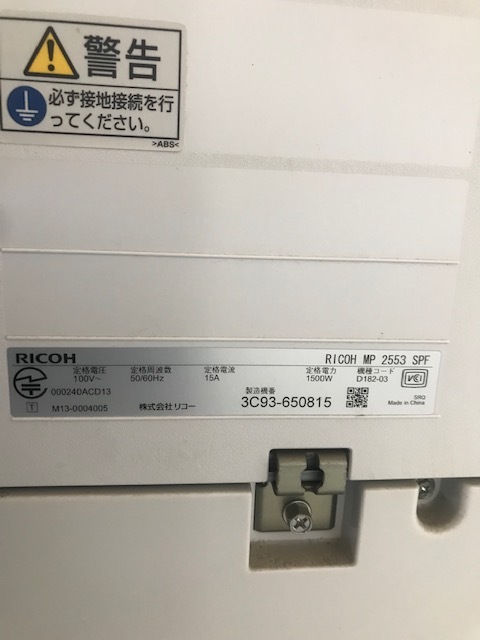 警告
必ず接地接続を行
ってください。
>ABS<
RICOH
RICOH MP 2553 SPF
定格電圧 定格周波数 定格電流 定格電力 機種コード
100V~ 50/60Hz 15A 1500W D182-03
000240ACD13
VCI
T M13-0004005 株式会社リコー
製造機番
3C93-650815
SRQ
Made in China